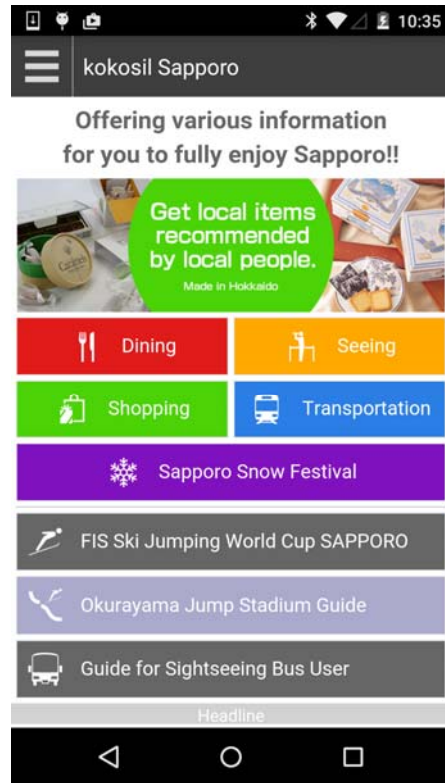 10:35
kokosil Sapporo
Offering various information
for you to fully enjoy Sapporo!!
Get local items
recommended
by local people.
Made in Hokkaido
Dining
Seeing
Shopping
Transportation
Sapporo Snow Festival
FIS Ski Jumping World Cup SAPPORO
Okurayama Jump Stadium Guide
Guide for Sightseeing Bus User
Headline